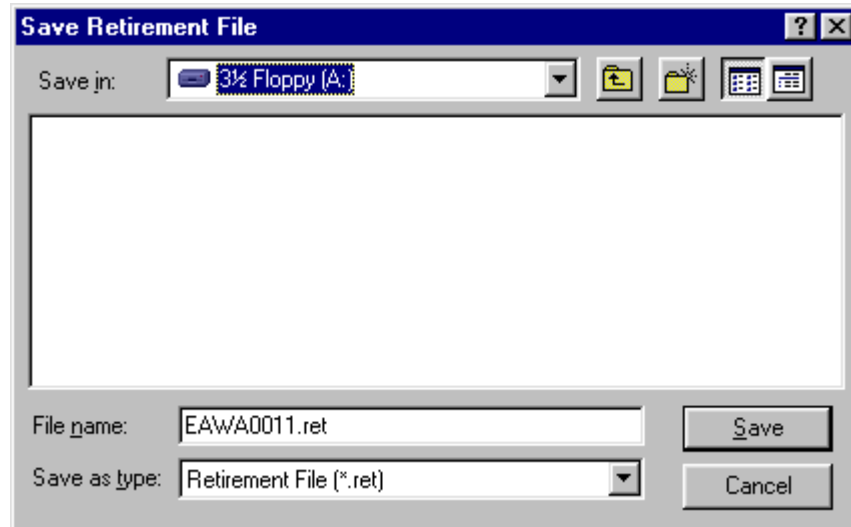 Save Retirement File
Save in: 3½ Floppy (A:)
File name: EAWA0011.ret Save
Save as type: Retirement File (*.ret) Cancel